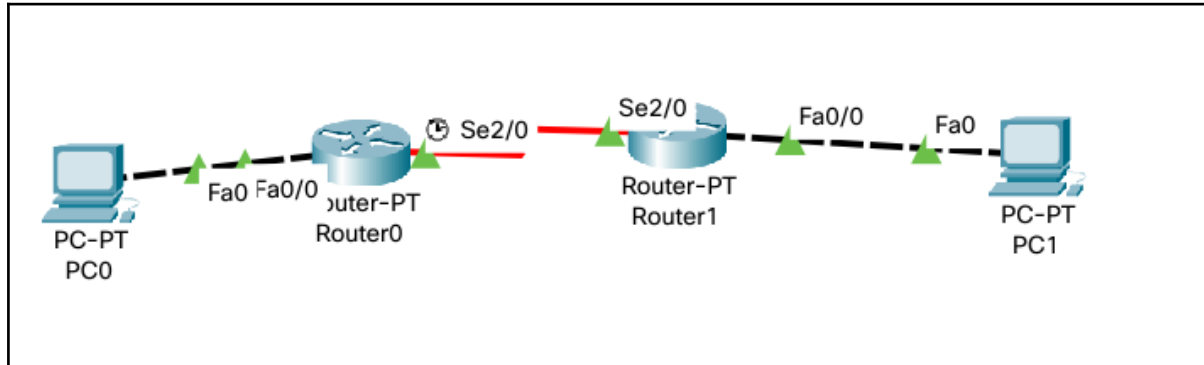 Se2/0
Se2/0
Fa0/0
Fa0
Fa0
Fa0/0
outer-PT
Router0
Router-PT
Router1
PC-PT
PC0
PC-PT
PC1